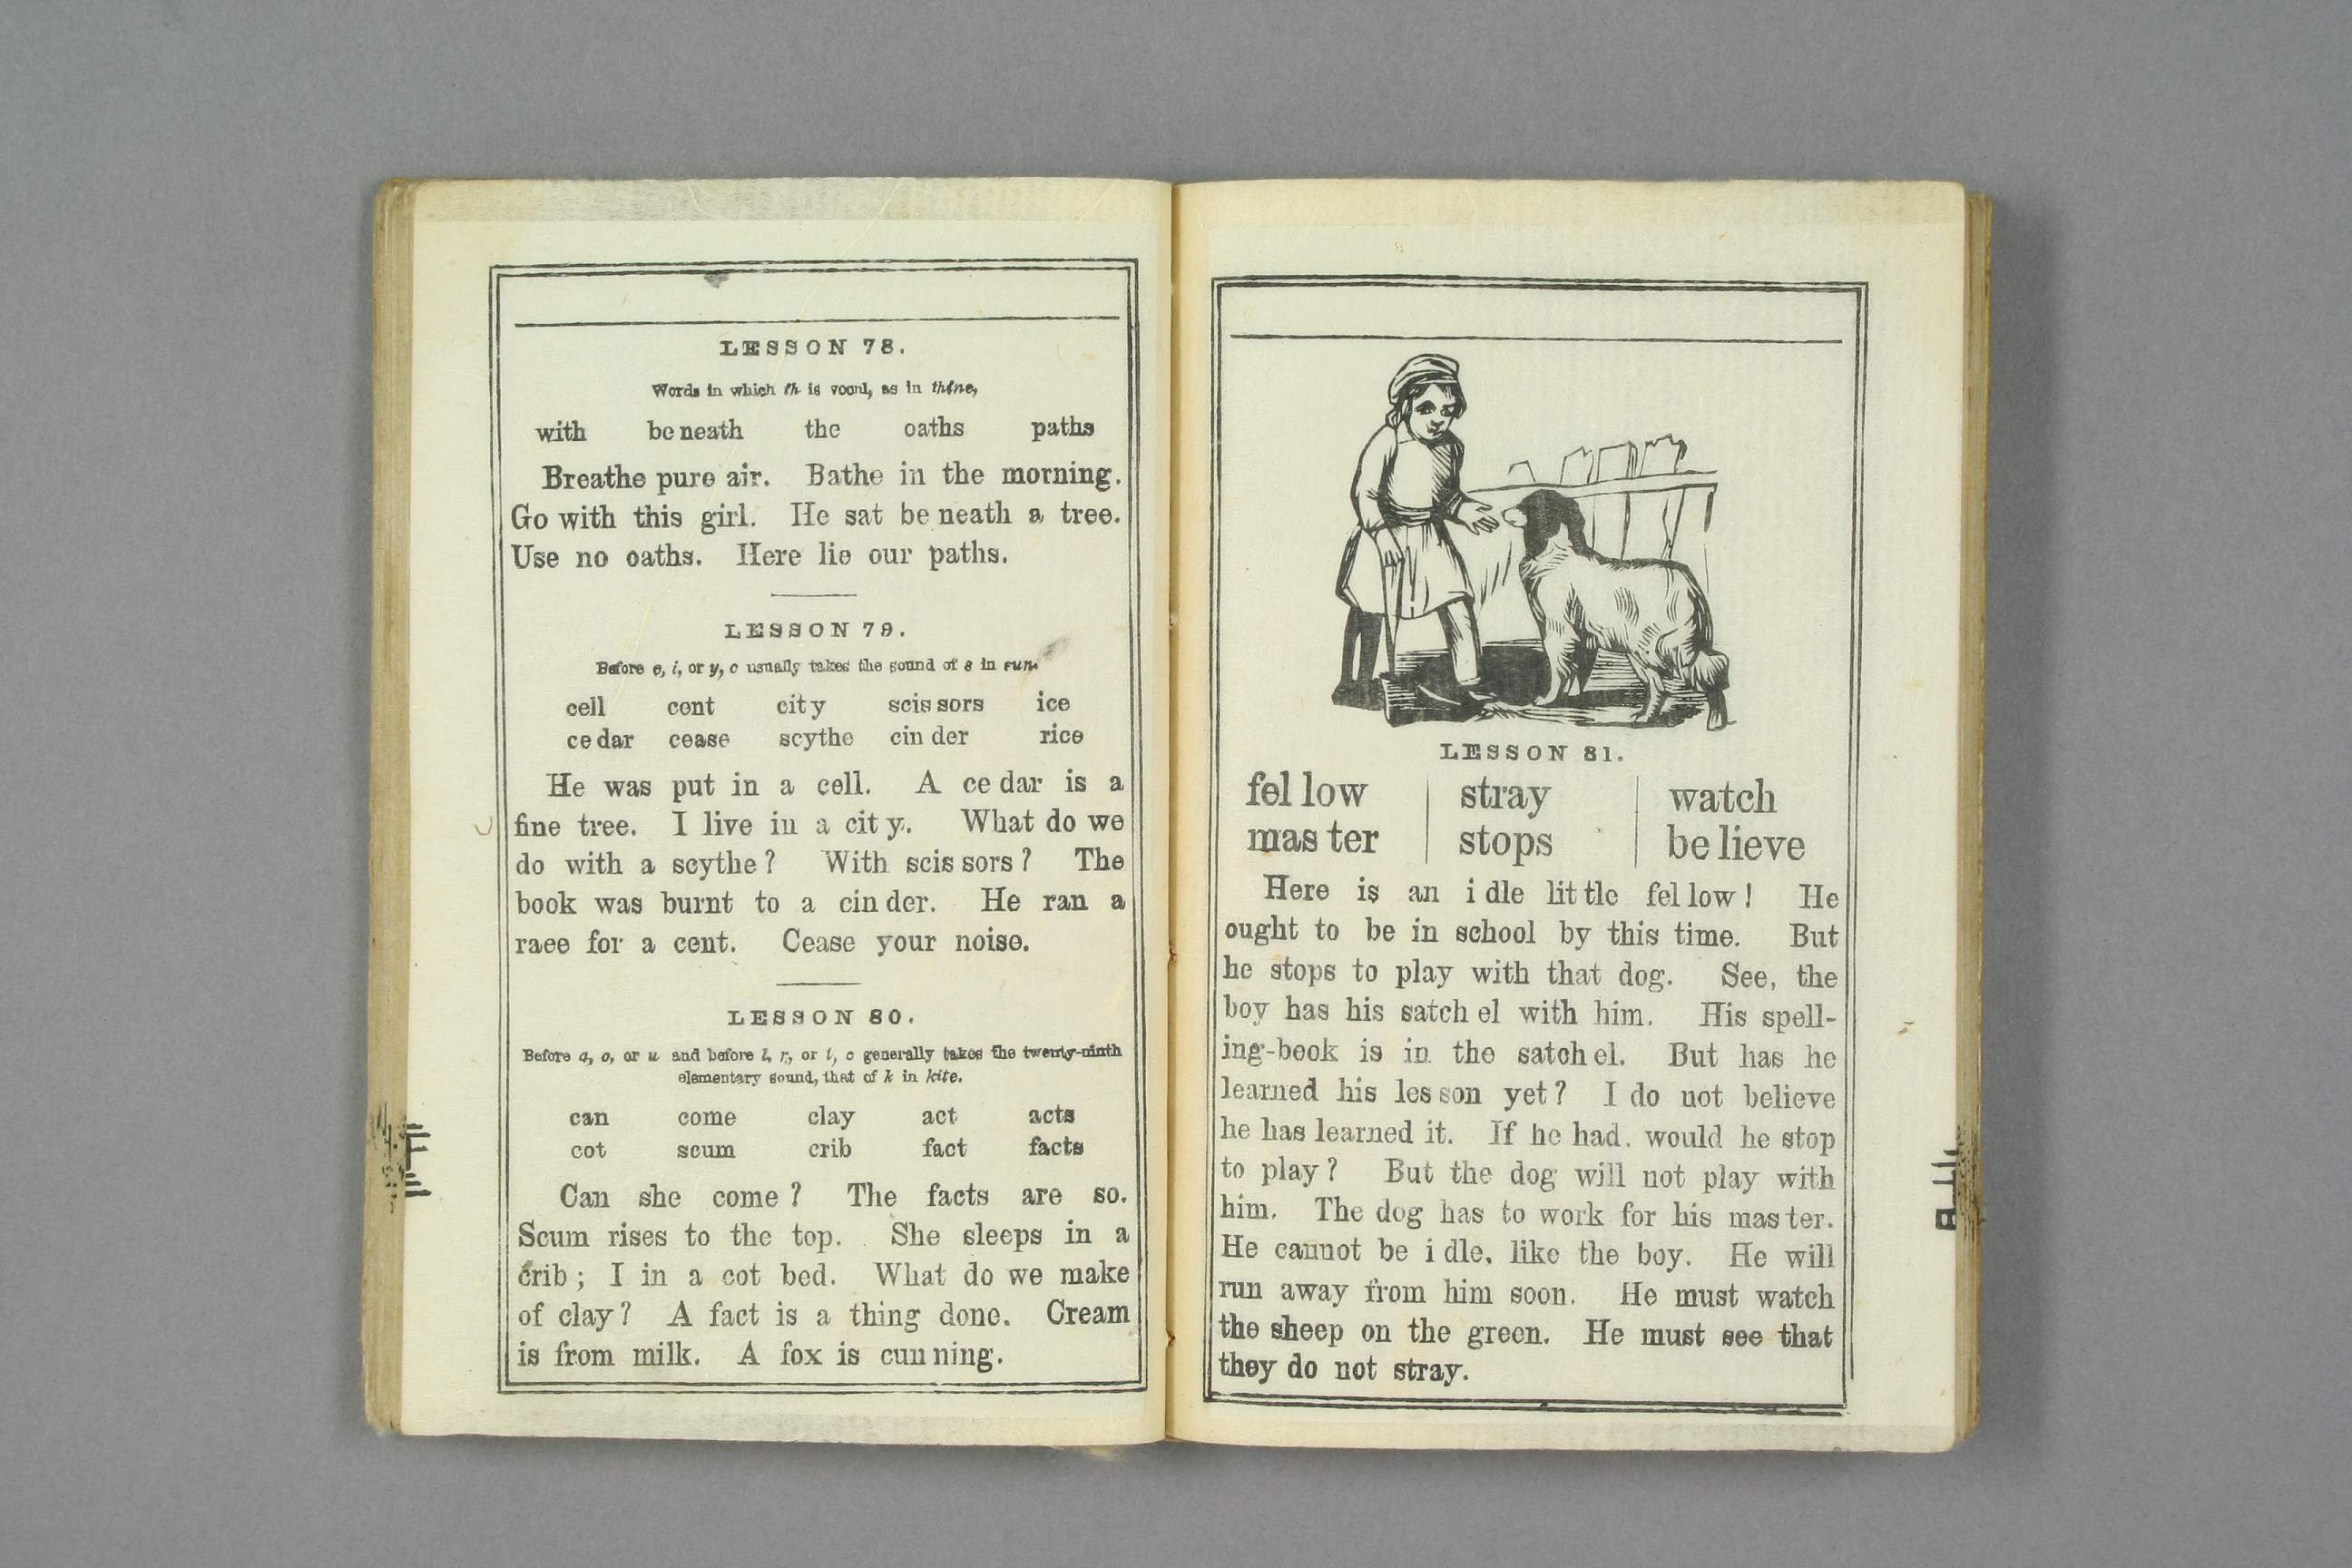 LESSON 78.
Words in which th is vocal, as in thine,
with be neath the oaths paths
Breathe pure air. Bathe in the morning.
Go with this girl. He sat be neath a tree.
Use no oaths. Here lie our paths.
LESSON 79.
Before e, i, or y, c usually takes the sound of s in sun.
cell cent city scis sors ice
ce dar cease scythe cin der rice
He was put in a cell. A ce dar is a
fine tree. I live in a cit y. What do we
do with a scythe? With scis sors? The
book was burnt to a cin der. He ran a
raee for a cent. Cease your noise.
LESSON 80.
Before a, o, or u and before l, r, or t, c generally takes the twenty-ninth
elementary sound, that of k in kite.
can come clay act acts
cot scum crib fact facts
Can she come? The facts are so.
Scum rises to the top. She sleeps in a
crib; I in a cot bed. What do we make
of clay? A fact is a thing done. Cream
is from milk. A fox is cun ning.
LESSON 81.
fel low stray watch
mas ter stops be lieve
Here is an i dle lit tle fel low! He
ought to be in school by this time. But
he stops to play with that dog. See, the
boy has his satch el with him. His spell-
ing-book is in the satch el. But has he
learned his les son yet? I do not believe
he has learned it. If he had. would he stop
to play? But the dog will not play with
him. The dog has to work for his mas ter.
He cannot be i dle, like the boy. He will
run away from him soon. He must watch
the sheep on the green. He must see that
they do not stray.